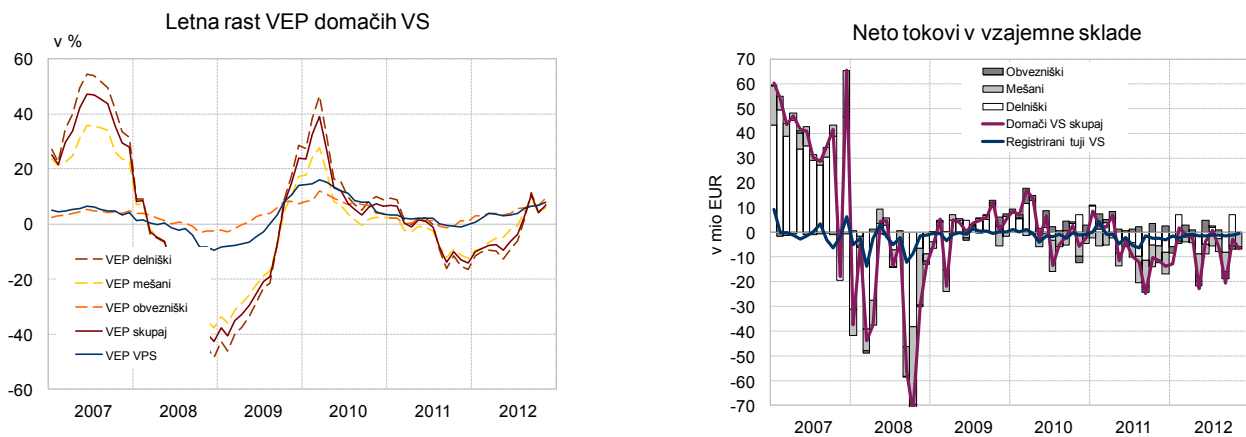 Letna rast VEP domačih VS
v %
60
40
20
0
-20
-40
-60
VEP delniški
VEP mešani
VEP obvezniški
VEP skupaj
VEP VPS
2007 2008 2009 2010 2011 2012
Neto tokovi v vzajemne sklade
v mio EUR
70
60
50
40
30
20
10
0
-10
-20
-30
-40
-50
-60
-70
Obvezniški
Mešani
Delniški
Domači VS skupaj
Registrirani tuji VS
2007 2008 2009 2010 2011 2012